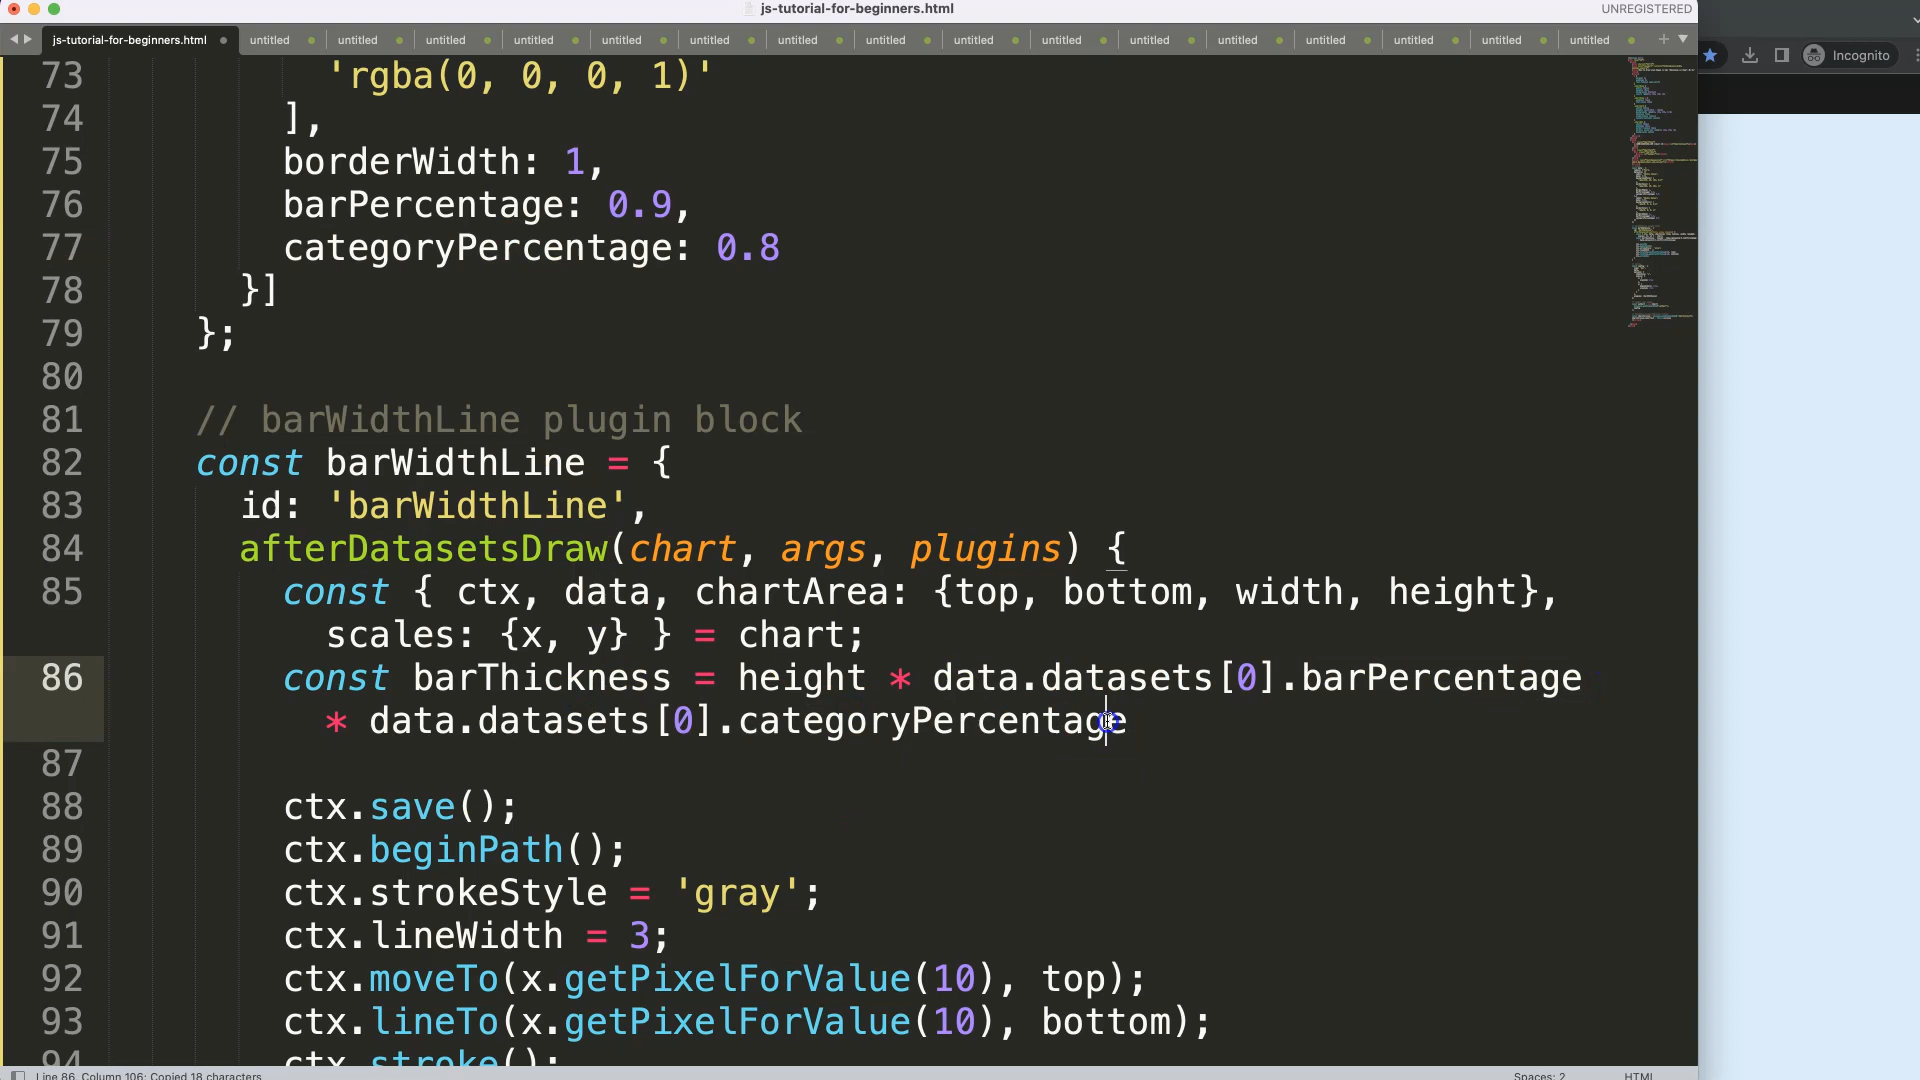 js-tutorial-for-beginners.html
UNREGISTERED
js-tutorial-for-beginners.html untitled untitled untitled untitled untitled untitled untitled untitled untitled untitled untitled untitled untitled untitled untitled untitled
Incognito
73 'rgba(0, 0, 0, 1)'
74 ],
75 borderWidth: 1,
76 barPercentage: 0.9,
77 categoryPercentage: 0.8
78 }]
79 };
80
81 // barWidthLine plugin block
82 const barWidthLine = {
83 id: 'barWidthLine',
84 afterDatasetsDraw(chart, args, plugins) {
85 const { ctx, data, chartArea: {top, bottom, width, height},
scales: {x, y} } = chart;
86 const barThickness = height * data.datasets[0].barPercentage
* data.datasets[0].categoryPercentage
87
88 ctx.save();
89 ctx.beginPath();
90 ctx.strokeStyle = 'gray';
91 ctx.lineWidth = 3;
92 ctx.moveTo(x.getPixelForValue(10), top);
93 ctx.lineTo(x.getPixelForValue(10), bottom);
94 ctx.stroke();
Line 86, Column 106; Copied 18 characters
Spaces: 2
HTML